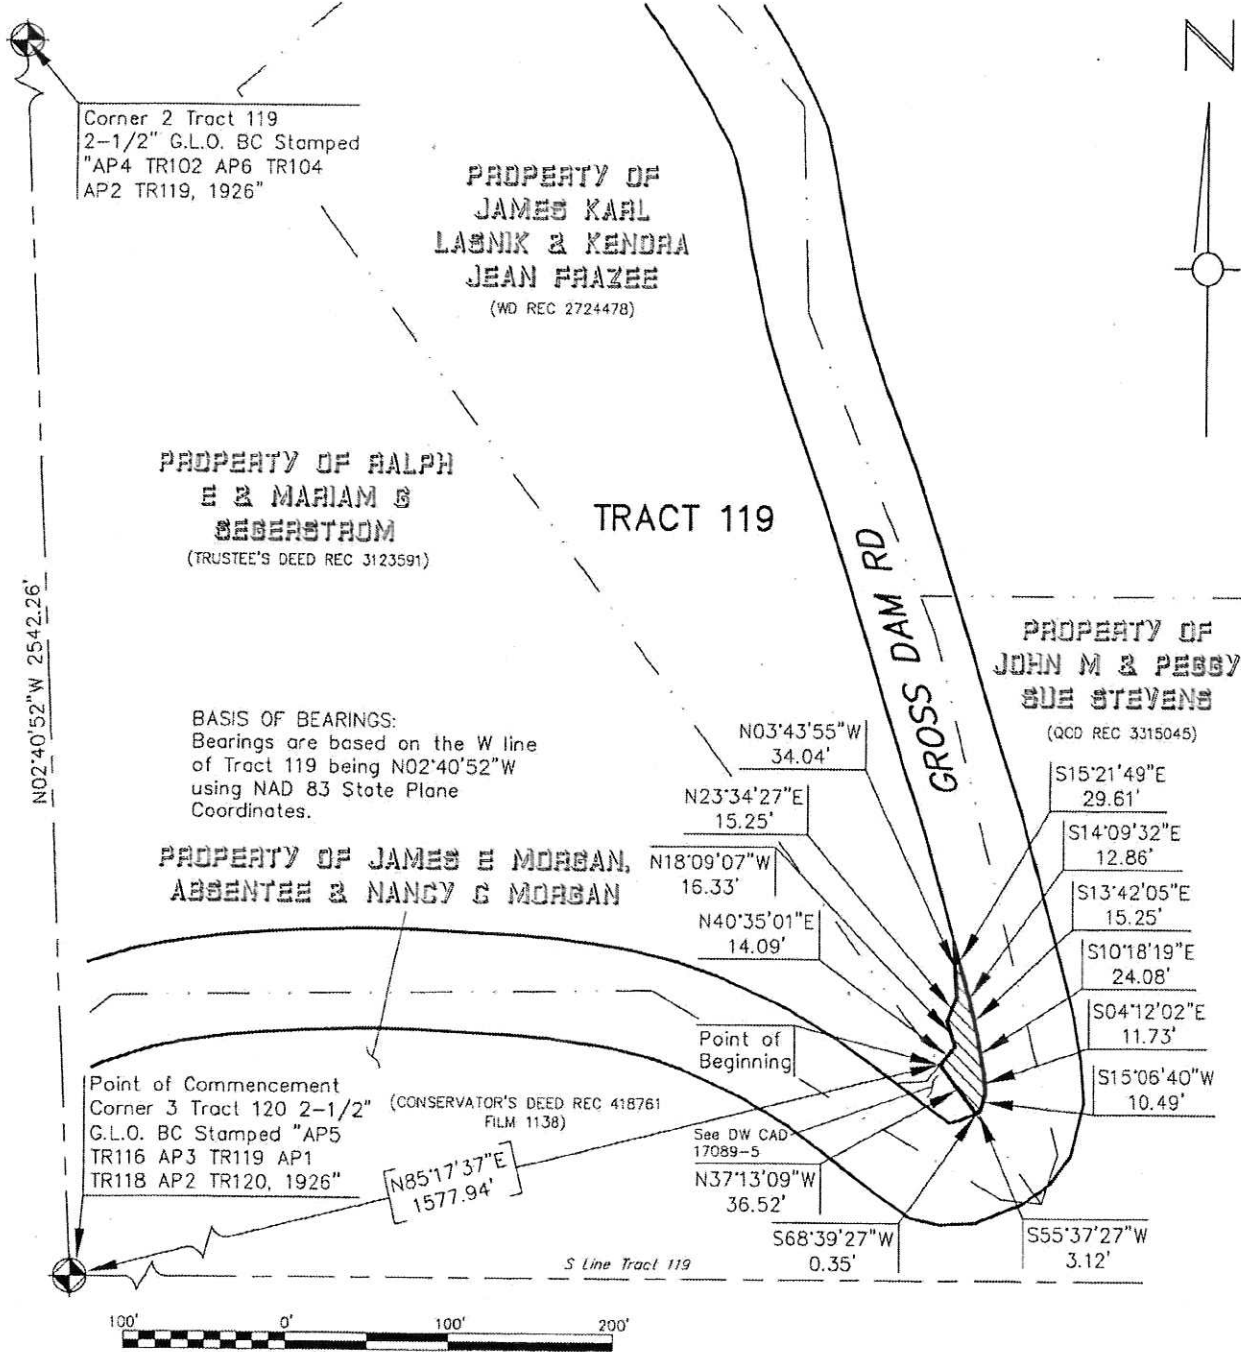 N
Corner 2 Tract 119
2-1/2" G.L.O. BC Stamped
"AP4 TR102 AP6 TR104
AP2 TR119, 1926"
PROPERTY OF
JAMES KARL
LASNIK & KENDRA
JEAN FRAZEE
(WD REC 2724478)
PROPERTY OF RALPH
E & MARIAM G
SEGERSTROM
(TRUSTEE'S DEED REC 3123591)
TRACT 119
GROSS DAM RD
N02°40'52"W 2542.26'
PROPERTY OF
JOHN M & PEGGY
SUE STEVENS
(QCD REC 3315045)
BASIS OF BEARINGS:
Bearings are based on the W line
of Tract 119 being N02°40'52"W
using NAD 83 State Plane
Coordinates.
N03°43'55"W
34.04'
N23°34'27"E
15.25'
N18°09'07"W
16.33'
N40°35'01"E
14.09'
S15°21'49"E
29.61'
S14°09'32"E
12.86'
S13°42'05"E
15.25'
S10°18'19"E
24.08'
S04°12'02"E
11.73'
S15°06'40"W
10.49'
PROPERTY OF JAMES E MORGAN,
ABSENTEE & NANCY C MORGAN
(CONSERVATOR'S DEED REC 418761
FILM 1138)
Point of
Beginning
Point of Commencement
Corner 3 Tract 120 2-1/2"
G.L.O. BC Stamped "AP5
TR116 AP3 TR119 AP1
TR118 AP2 TR120, 1926"
N85°17'37"E
1577.94'
See DW CAD
17089-5
N37°13'09"W
36.52'
S68°39'27"W
0.35'
S55°37'27"W
3.12'
S Line Tract 119
100' 0' 100' 200'